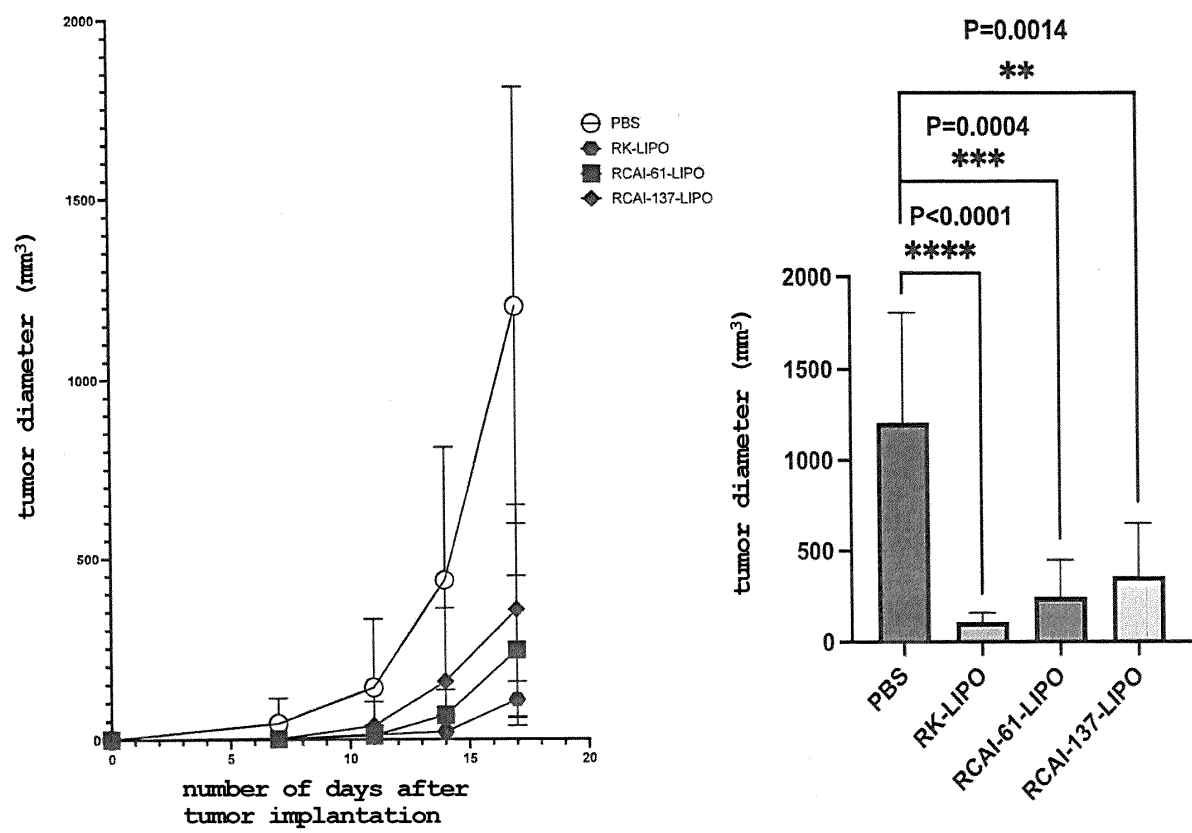 2000
1500
1000
500
0
0
5
10
15
20
tumor diameter (mm³)
number of days after
tumor implantation
PBS
RK-LIPO
RCAI-61-LIPO
RCAI-137-LIPO
P=0.0014
**
P=0.0004
***
P<0.0001
****
2000
1500
1000
500
0
tumor diameter (mm³)
PBS
RK-LIPO
RCAI-61-LIPO
RCAI-137-LIPO